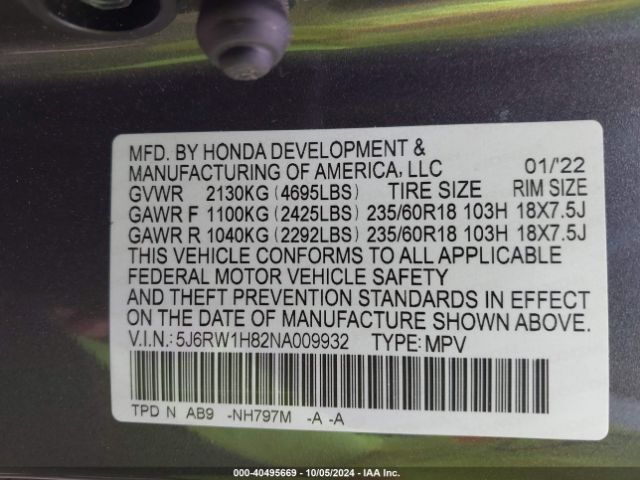 MFD. BY HONDA DEVELOPMENT &
MANUFACTURING OF AMERICA, LLC 01/'22
GVWR 2130KG (4695LBS) TIRE SIZE RIM SIZE
GAWR F 1100KG (2425LBS) 235/60R18 103H 18X7.5J
GAWR R 1040KG (2292LBS) 235/60R18 103H 18X7.5J
THIS VEHICLE CONFORMS TO ALL APPLICABLE
FEDERAL MOTOR VEHICLE SAFETY
AND THEFT PREVENTION STANDARDS IN EFFECT
ON THE DATE OF MANUFACTURE SHOWN ABOVE.
V.I.N.: 5J6RW1H82NA009932 TYPE: MPV
TPD N AB9 -NH797M -A -A
000-40495669 - 10/05/2024 - IAAI, Inc.